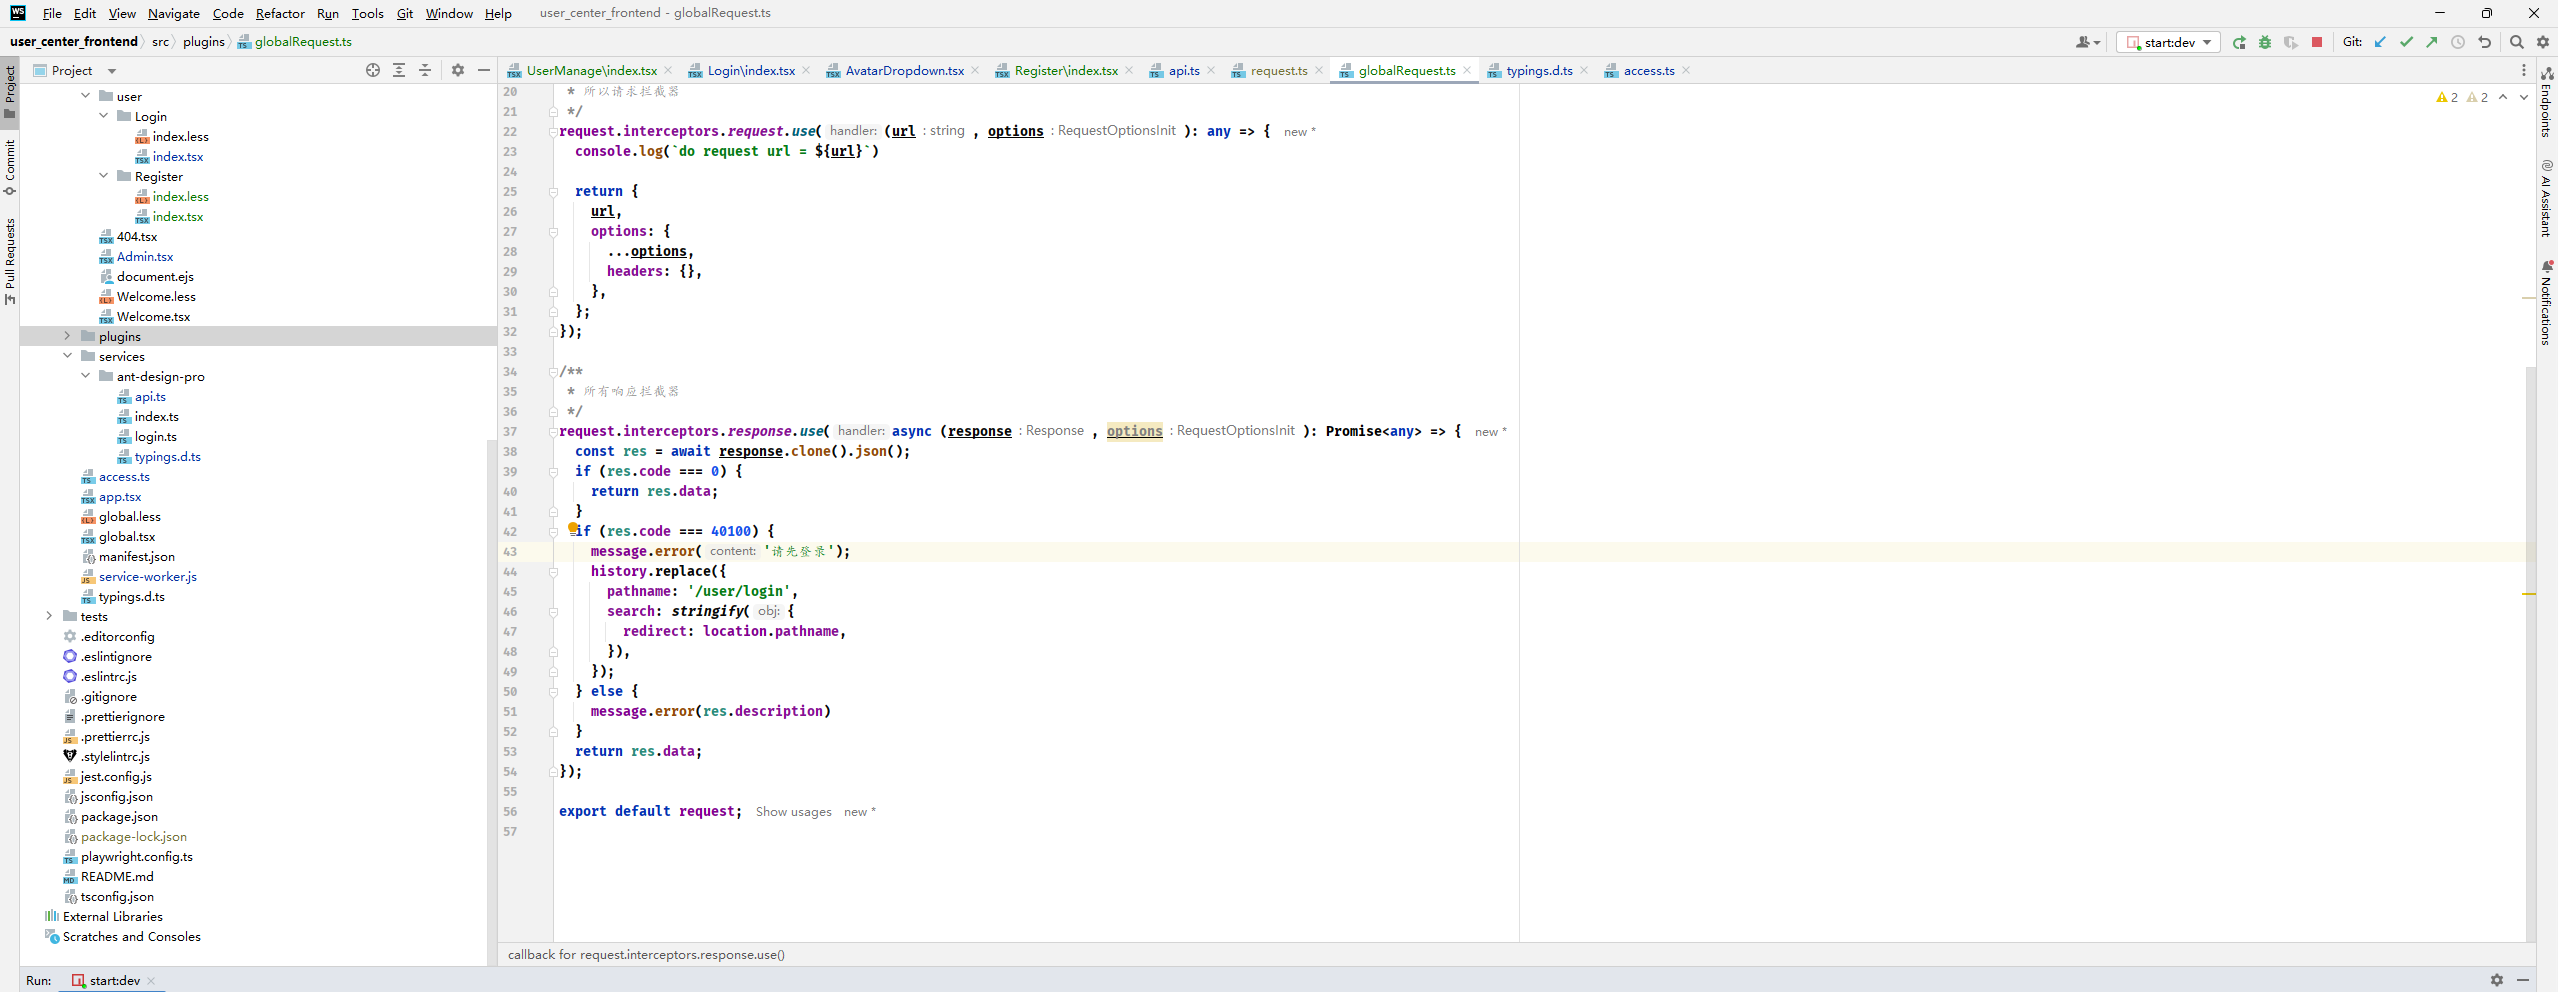 WS File Edit View Navigate Code Refactor Run Tools Git Window Help user_center_frontend - globalRequest.ts
user_center_frontend src plugins globalRequest.ts start:dev Git:
Project
UserManage\index.tsx Login\index.tsx AvatarDropdown.tsx Register\index.tsx api.ts request.ts globalRequest.ts typings.d.ts access.ts
Project
Commit
Pull Requests
user
Login
index.less
index.tsx
Register
index.less
index.tsx
404.tsx
Admin.tsx
document.ejs
Welcome.less
Welcome.tsx
plugins
services
ant-design-pro
api.ts
index.ts
login.ts
typings.d.ts
access.ts
app.tsx
global.less
global.tsx
manifest.json
service-worker.js
typings.d.ts
tests
.editorconfig
.eslintignore
.eslintrc.js
.gitignore
.prettierignore
.prettierrc.js
.stylelintrc.js
jest.config.js
jsconfig.json
package.json
package-lock.json
playwright.config.ts
README.md
tsconfig.json
External Libraries
Scratches and Consoles
20 * 所以请求拦截器
21 */
22 request.interceptors.request.use( handler: (url : string , options : RequestOptionsInit ): any => { new *
23 console.log(`do request url = ${url}`)
24
25 return {
26 url,
27 options: {
28 ...options,
29 headers: {},
30 },
31 };
32 });
33
34 /**
35 * 所有响应拦截器
36 */
37 request.interceptors.response.use( handler: async (response : Response , options : RequestOptionsInit ): Promise<any> => { new *
38 const res = await response.clone().json();
39 if (res.code === 0) {
40 return res.data;
41 }
42 if (res.code === 40100) {
43 message.error( content: '请先登录');
44 history.replace({
45 pathname: '/user/login',
46 search: stringify( obj: {
47 redirect: location.pathname,
48 }),
49 });
50 } else {
51 message.error(res.description)
52 }
53 return res.data;
54 });
55
56 export default request; Show usages new *
57
2 2
Endpoints
AI Assistant
Notifications
callback for request.interceptors.response.use()
Run: start:dev